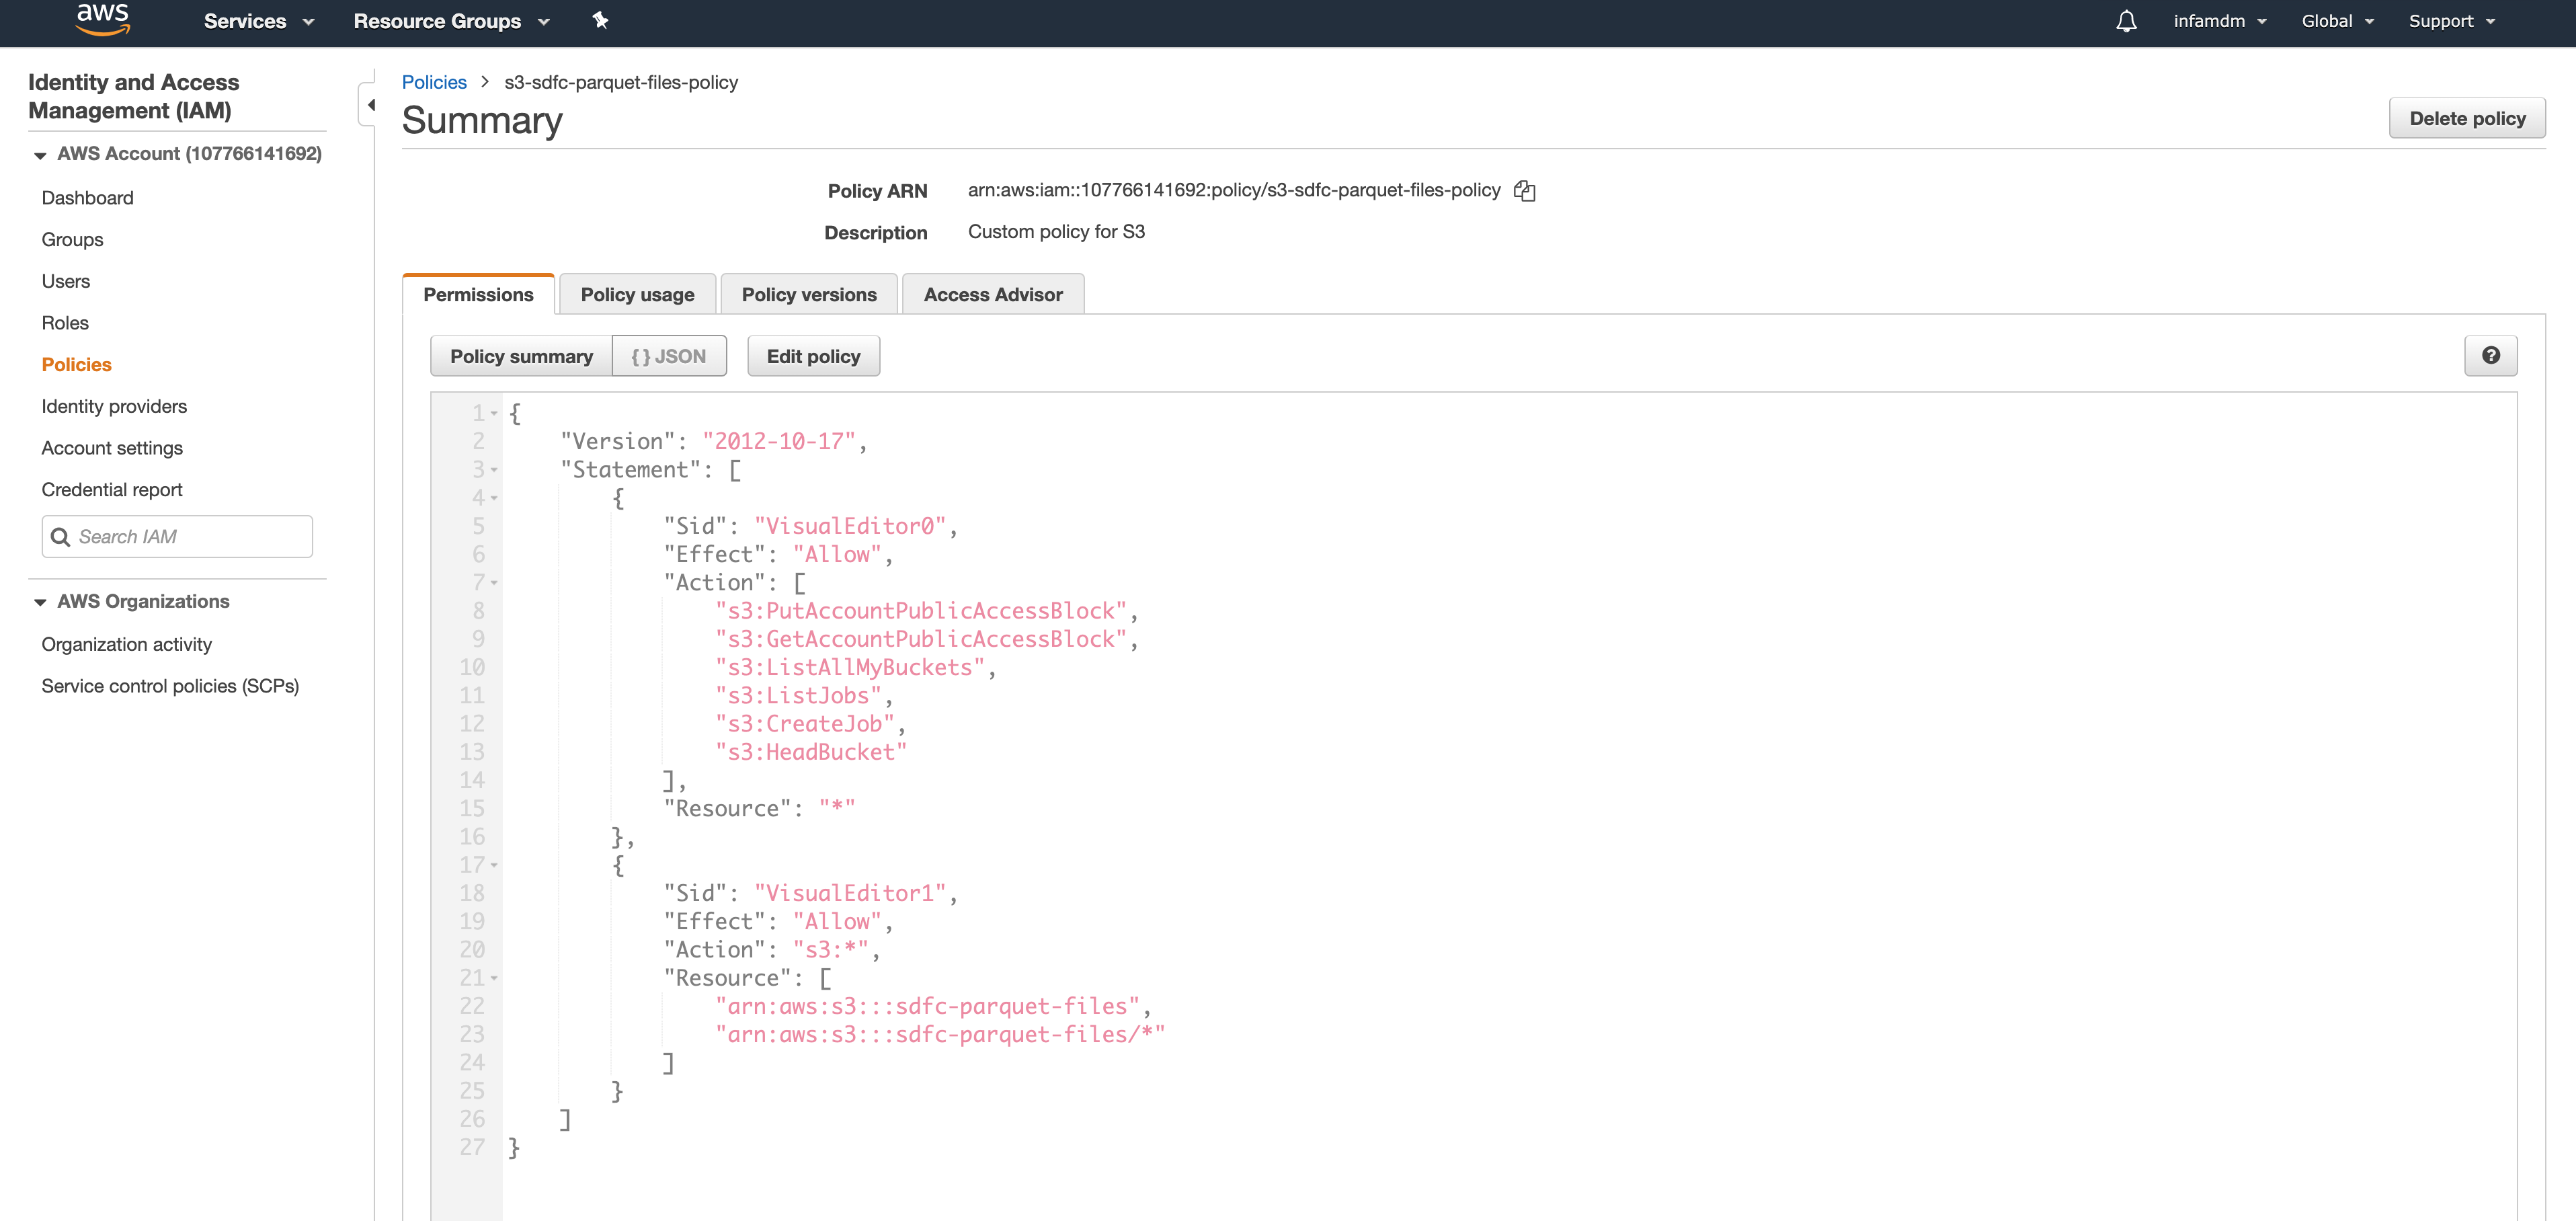 aws Services Resource Groups infamdm Global Support
Identity and Access
Management (IAM)
AWS Account (107766141692)
Dashboard
Groups
Users
Roles
Policies
Identity providers
Account settings
Credential report
Search IAM
AWS Organizations
Organization activity
Service control policies (SCPs)
Policies > s3-sdfc-parquet-files-policy
Summary
Delete policy
Policy ARN arn:aws:iam::107766141692:policy/s3-sdfc-parquet-files-policy
Description Custom policy for S3
Permissions Policy usage Policy versions Access Advisor
Policy summary { } JSON Edit policy ?
1 {
2 "Version": "2012-10-17",
3 "Statement": [
4 {
5 "Sid": "VisualEditor0",
6 "Effect": "Allow",
7 "Action": [
8 "s3:PutAccountPublicAccessBlock",
9 "s3:GetAccountPublicAccessBlock",
10 "s3:ListAllMyBuckets",
11 "s3:ListJobs",
12 "s3:CreateJob",
13 "s3:HeadBucket"
14 ],
15 "Resource": "*"
16 },
17 {
18 "Sid": "VisualEditor1",
19 "Effect": "Allow",
20 "Action": "s3:*",
21 "Resource": [
22 "arn:aws:s3:::sdfc-parquet-files",
23 "arn:aws:s3:::sdfc-parquet-files/*"
24 ]
25 }
26 ]
27 }